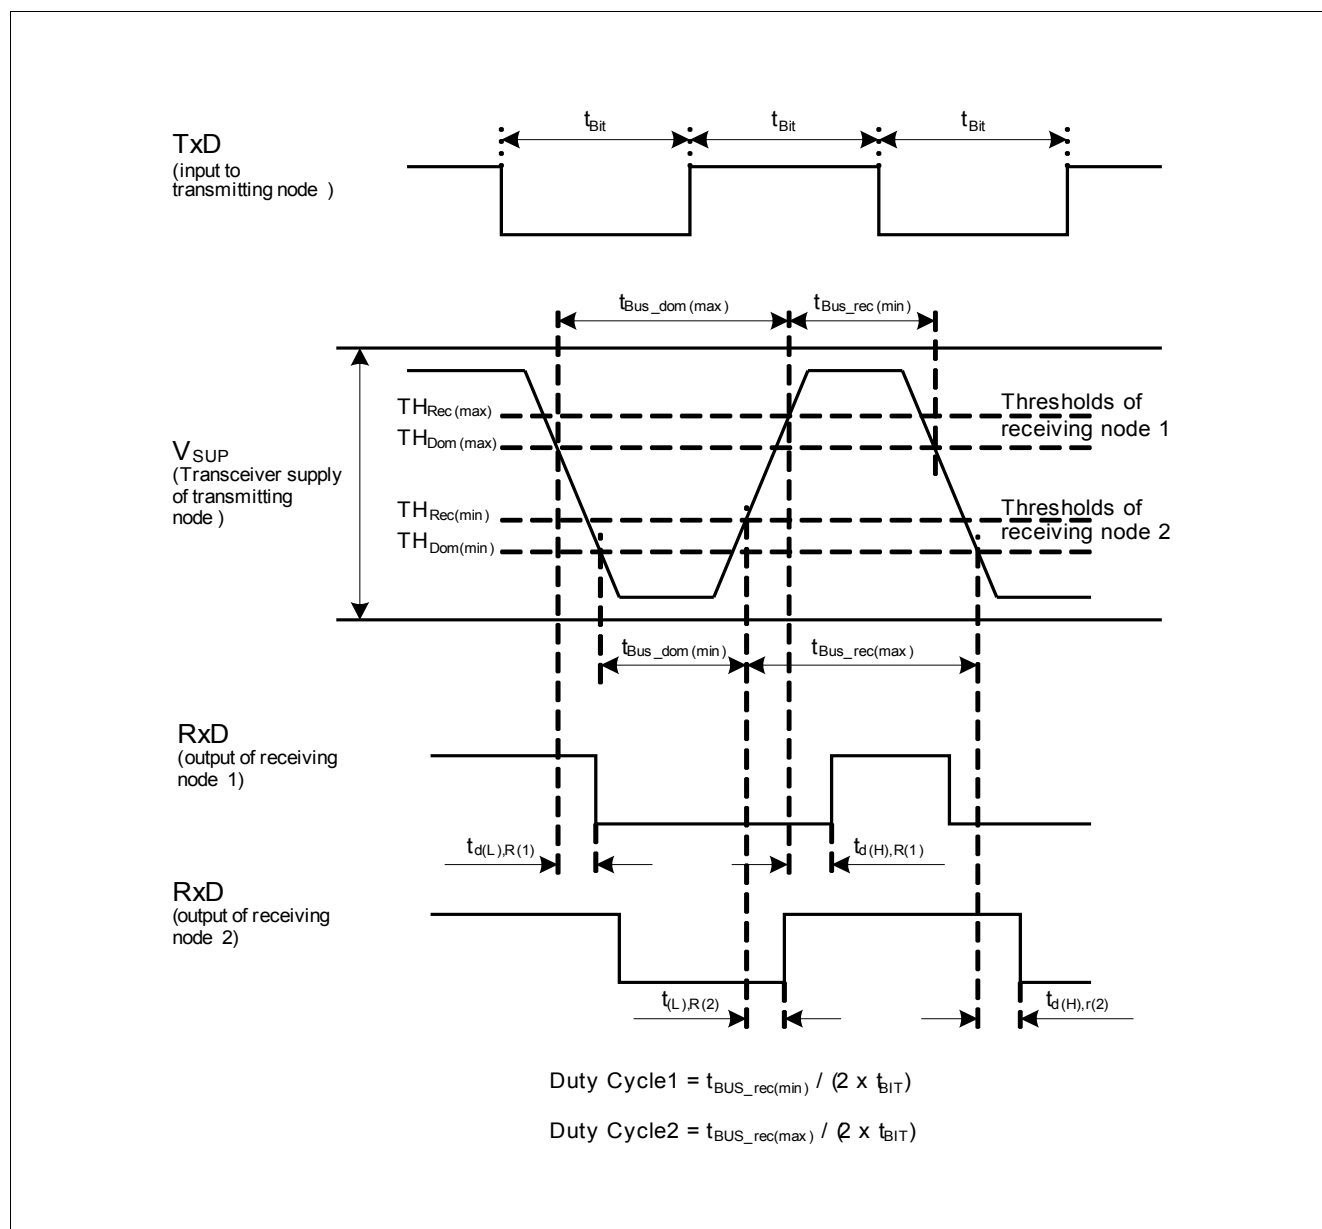 tBit tBit tBit
TxD
(input to
transmitting node )
tBus_dom (max) tBus_rec (min)
THRec (max)
Thresholds of
receiving node 1
THDom (max)
VSUP
(Transceiver supply
of transmitting
node )
THRec(min)
Thresholds of
receiving node 2
THDom(min)
tBus_dom (min) tBus_rec(max)
RxD
(output of receiving
node 1)
td(L),R(1) td(H),R(1)
RxD
(output of receiving
node 2)
t(L),R(2) td(H),r(2)
Duty Cycle1 = tBUS_rec(min) / (2 x tBIT)
Duty Cycle2 = tBUS_rec(max) / (2 x tBIT)